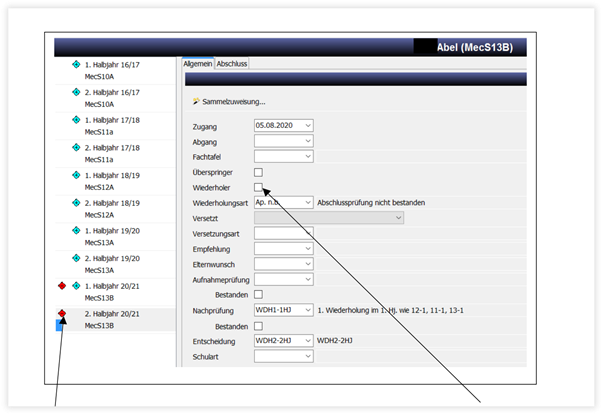 Abel (MecS13B)
1. Halbjahr 16/17
MecS10A
2. Halbjahr 16/17
MecS10A
1. Halbjahr 17/18
MecS11a
2. Halbjahr 17/18
MecS11a
1. Halbjahr 18/19
MecS12A
2. Halbjahr 18/19
MecS12A
1. Halbjahr 19/20
MecS13A
2. Halbjahr 19/20
MecS13A
1. Halbjahr 20/21
MecS13B
2. Halbjahr 20/21
MecS13B
Allgemein Abschluss
Sammelzuweisung...
Zugang 05.08.2020
Abgang
Fachtafel
Überspringer
Wiederholer
Wiederholungsart Ap. n.b Abschlussprüfung nicht bestanden
Versetzt
Versetzungsart
Empfehlung
Elternwunsch
Aufnahmeprüfung
Bestanden
Nachprüfung WDH1-1HJ 1. Wiederholung im 1. Hj. wie 12-1, 11-1, 13-1
Bestanden
Entscheidung WDH2-2HJ WDH2-2HJ
Schulart